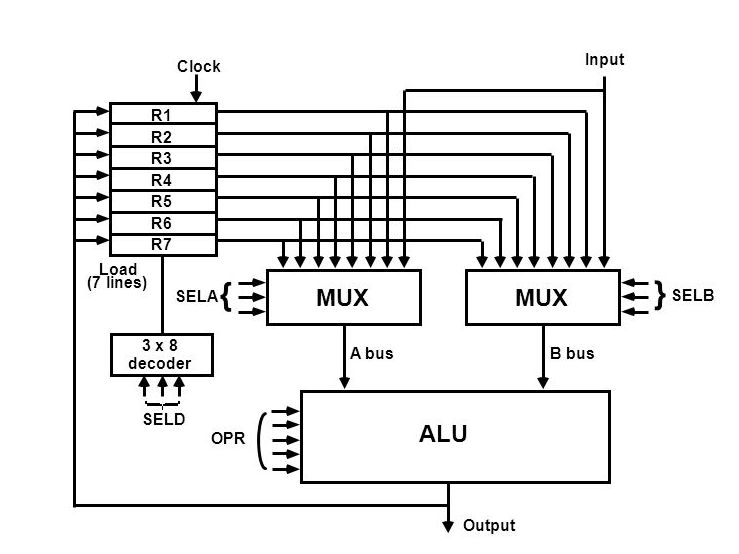 Clock
Input
R1
R2
R3
R4
R5
R6
R7
Load
(7 lines)
SELA {
MUX
MUX
} SELB
3 x 8
decoder
A bus
B bus
SELD
OPR
ALU
Output